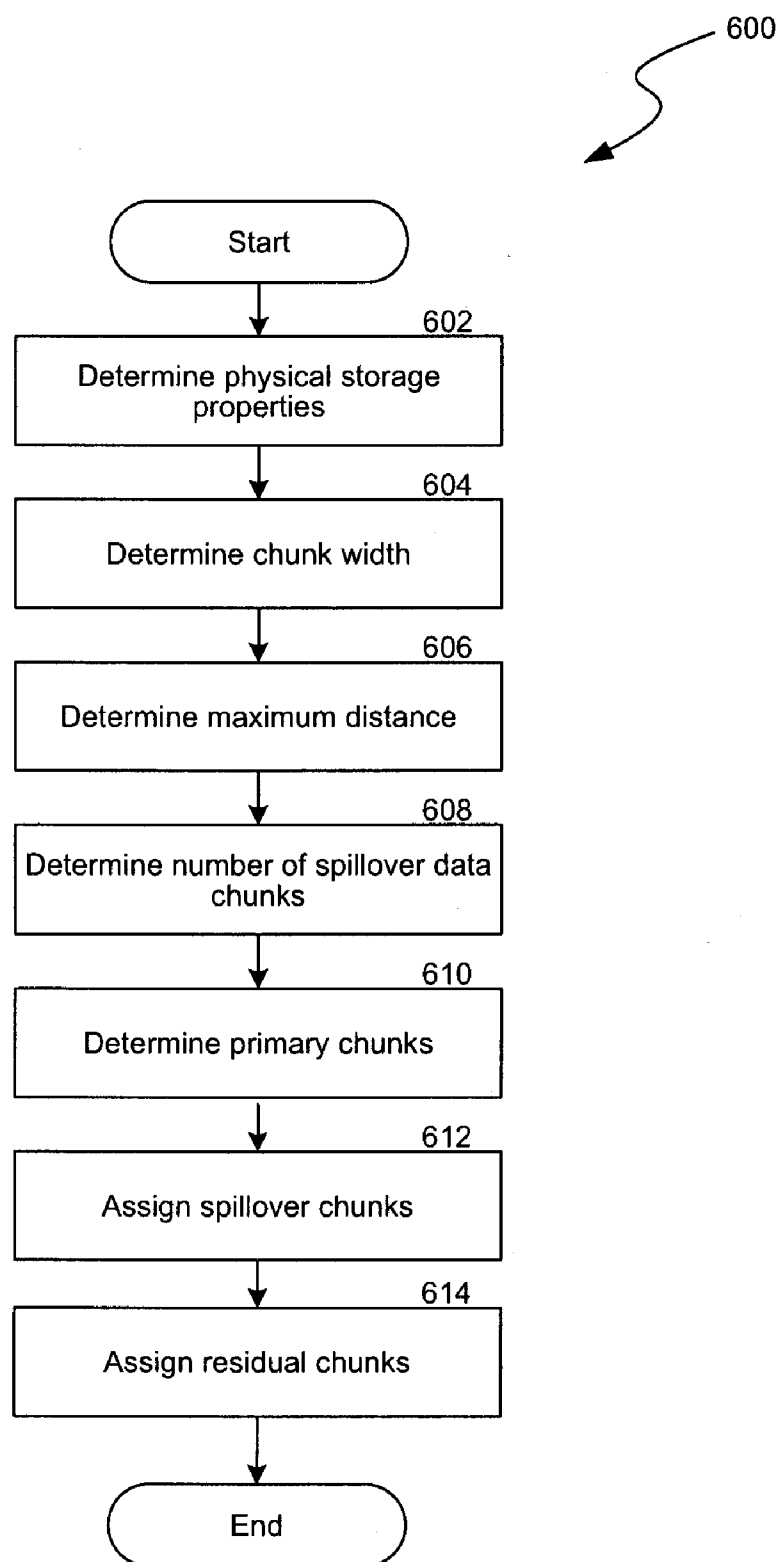 600
Start
602
Determine physical storage
properties
604
Determine chunk width
606
Determine maximum distance
608
Determine number of spillover data
chunks
610
Determine primary chunks
612
Assign spillover chunks
614
Assign residual chunks
End